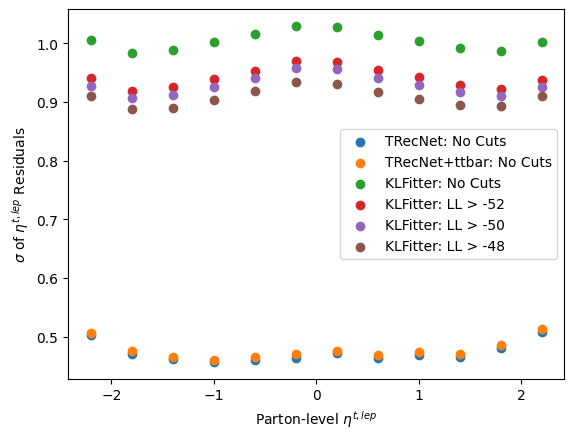 1.0
0.9
0.8
0.7
0.6
0.5
σ of η^{t, lep} Residuals
TRecNet: No Cuts
TRecNet+ttbar: No Cuts
KLFitter: No Cuts
KLFitter: LL > -52
KLFitter: LL > -50
KLFitter: LL > -48
−2 −1 0 1 2
Parton-level η^{t, lep}